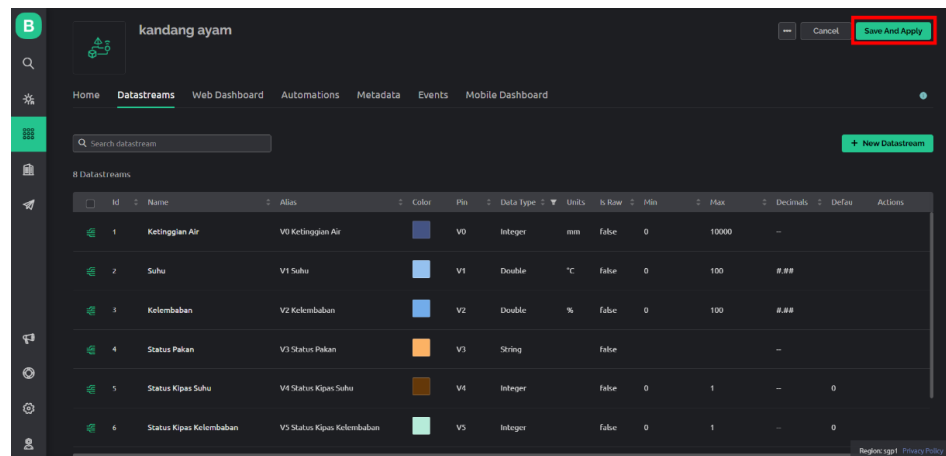 B
kandang ayam
Cancel
Save And Apply
Home Datastreams Web Dashboard Automations Metadata Events Mobile Dashboard
Search datastream
+ New Datastream
8 Datastreams
Id Name Alias Color Pin Data Type Units Is Raw Min Max Decimals Defau Actions
1 Ketinggian Air V0 Ketinggian Air V0 Integer mm false 0 10000 –
2 Suhu V1 Suhu V1 Double °C false 0 100 #.##
3 Kelembaban V2 Kelembaban V2 Double % false 0 100 #.##
4 Status Pakan V3 Status Pakan V3 String false –
5 Status Kipas Suhu V4 Status Kipas Suhu V4 Integer false 0 1 – 0
6 Status Kipas Kelembaban V5 Status Kipas Kelembaban V5 Integer false 0 1 – 0
Region: sgp1 Privacy Policy